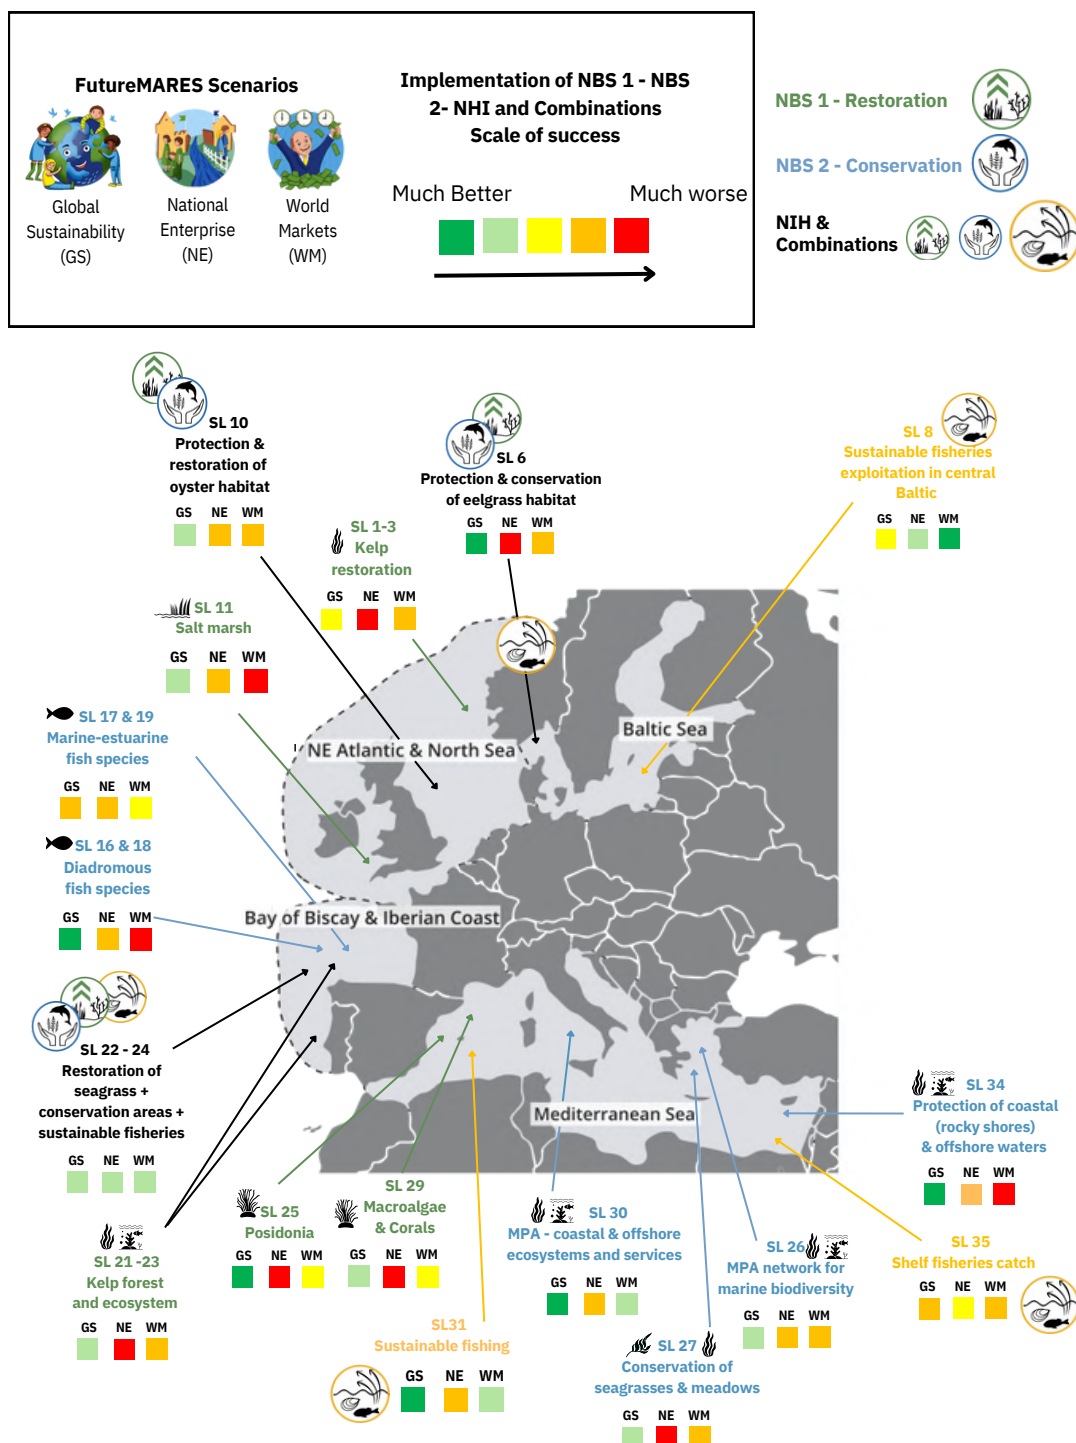 FutureMARES Scenarios
Global
Sustainability
(GS)
National
Enterprise
(NE)
World
Markets
(WM)
Implementation of NBS 1 - NBS
2- NHI and Combinations
Scale of success
Much Better
Much worse
NBS 1 - Restoration
NBS 2 - Conservation
NIH &
Combinations
SL 10
Protection &
restoration of
oyster habitat
GS NE WM
SL 6
Protection & conservation
of eelgrass habitat
GS NE WM
SL 8
Sustainable fisheries
exploitation in central
Baltic
GS NE WM
SL 1-3
Kelp
restoration
GS NE WM
SL 11
Salt marsh
GS NE WM
SL 17 & 19
Marine-estuarine
fish species
GS NE WM
SL 16 & 18
Diadromous
fish species
GS NE WM
NE Atlantic & North Sea
Baltic Sea
Bay of Biscay & Iberian Coast
Mediterranean Sea
SL 22 - 24
Restoration of
seagrass +
conservation areas +
sustainable fisheries
GS NE WM
SL 21 -23
Kelp forest
and ecosystem
GS NE WM
SL 25
Posidonia
GS NE WM
SL 29
Macroalgae
& Corals
GS NE WM
SL31
Sustainable fishing
GS NE WM
SL 30
MPA - coastal & offshore
ecosystems and services
GS NE WM
SL 27
Conservation of
seagrasses & meadows
GS NE WM
SL 26
MPA network for
marine biodiversity
GS NE WM
SL 34
Protection of coastal
(rocky shores)
& offshore waters
GS NE WM
SL 35
Shelf fisheries catch
GS NE WM